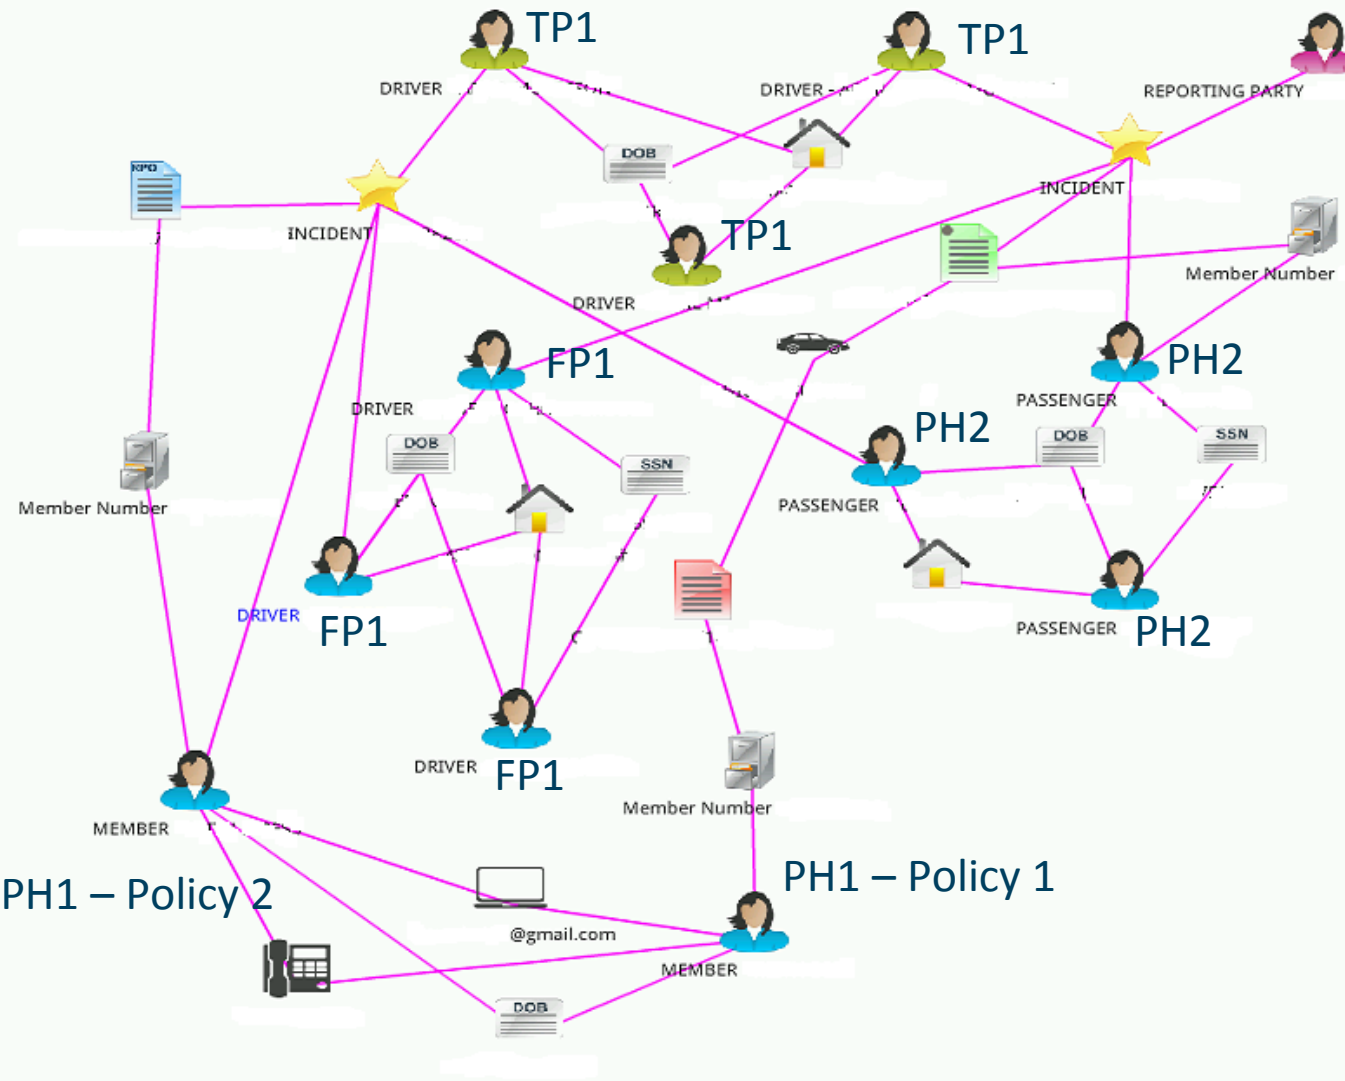 TP1
TP1
DRIVER
DRIVER
REPORTING PARTY
DOB
INCIDENT
INCIDENT
TP1
Member Number
DRIVER
FP1
PH2
DRIVER
PASSENGER
DOB
SSN
PH2
DOB
SSN
PASSENGER
Member Number
DRIVER
FP1
PASSENGER
PH2
DRIVER
FP1
Member Number
MEMBER
PH1 – Policy 2
PH1 – Policy 1
@gmail.com
MEMBER
DOB